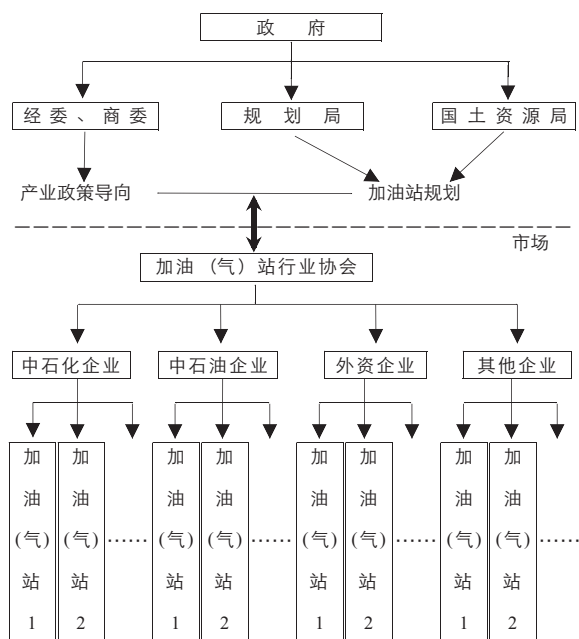 政府
经委、商委
规划局
国土资源局
产业政策导向
加油站规划
市场
加油（气）站行业协会
中石化企业
中石油企业
外资企业
其他企业
加油(气)站1
加油(气)站2
……
加油(气)站1
加油(气)站2
……
加油(气)站1
加油(气)站2
……
加油(气)站1
加油(气)站2
……